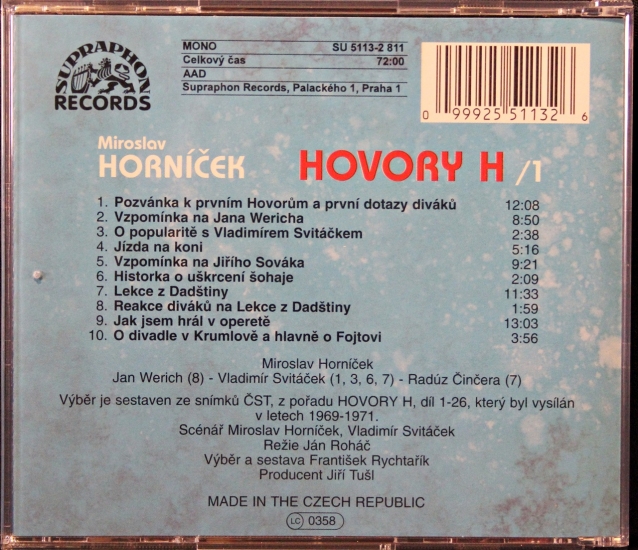 SUPRAPHON
RECORDS
MONO SU 5113-2 811
Celkový čas 72:00
AAD
Supraphon Records, Palackého 1, Praha 1
0 99925 51132 6
Miroslav
HORNÍČEK HOVORY H /1
1. Pozvánka k prvním Hovorům a první dotazy diváků 12:08
2. Vzpomínka na Jana Wericha 8:50
3. O popularitě s Vladimírem Svitáčkem 2:38
4. Jízda na koni 5:16
5. Vzpomínka na Jiřího Sováka 9:21
6. Historka o uškrcení šohaje 2:09
7. Lekce z Dadštiny 11:33
8. Reakce diváků na Lekce z Dadštiny 1:59
9. Jak jsem hrál v operetě 13:03
10. O divadle v Krumlově a hlavně o Fojtovi 3:56
Miroslav Horníček
Jan Werich (8) - Vladimír Svitáček (1, 3, 6, 7) - Radúz Činčera (7)
Výběr je sestaven ze snímků ČST, z pořadu HOVORY H, díl 1-26, který byl vysílán
v letech 1969-1971.
Scénář Miroslav Horníček, Vladimír Svitáček
Režie Ján Roháč
Výběr a sestava František Rychtařík
Producent Jiří Tušl
MADE IN THE CZECH REPUBLIC
LC 0358